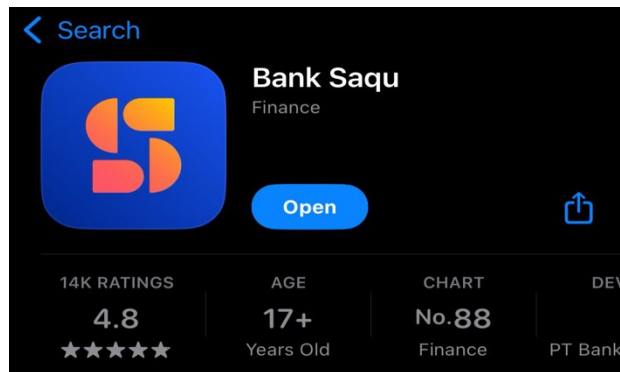 Search
Bank Saqu
Finance
Open
14K RATINGS
AGE
CHART
4.8
17+
No.88
★★★★★
Years Old
Finance
PT Bank